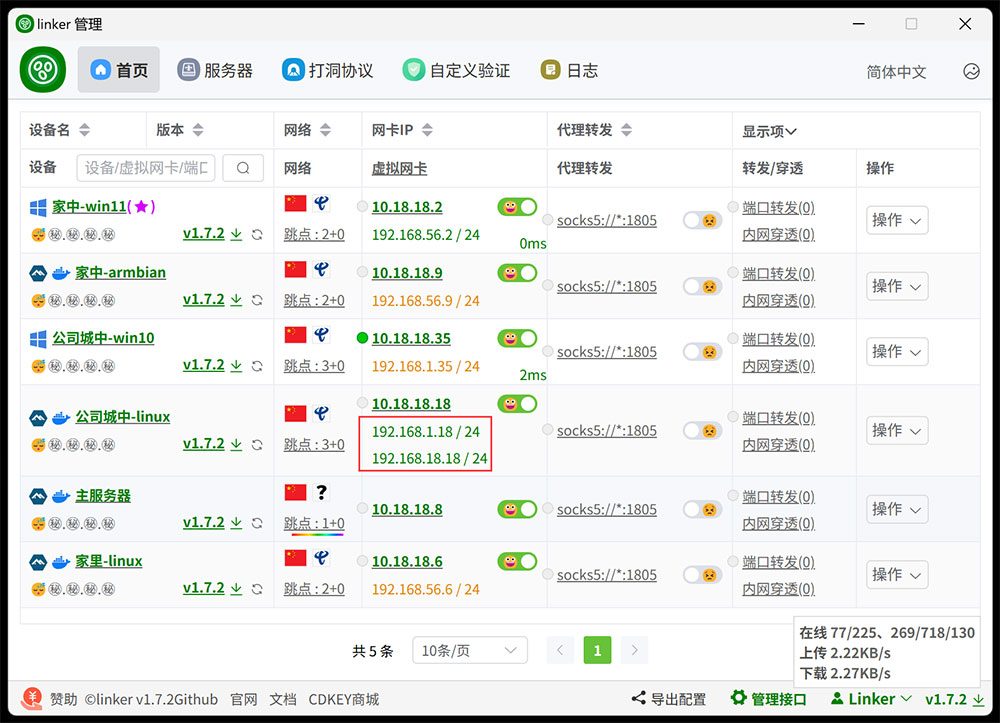 linker 管理
首页 服务器 打洞协议 自定义验证 日志 简体中文
设备名 版本 网络 网卡IP 代理转发 显示项
设备 设备/虚拟网卡/端口 网络 虚拟网卡 代理转发 转发/穿透 操作
家中-win11(★) 10.18.18.2 socks5://*:1805 端口转发(0) 操作
㊙.㊙.㊙.㊙ v1.7.2 跳点 : 2+0 192.168.56.2 / 24 内网穿透(0)
0ms
家中-armbian 10.18.18.9 socks5://*:1805 端口转发(0) 操作
㊙.㊙.㊙.㊙ v1.7.2 跳点 : 2+0 192.168.56.9 / 24 内网穿透(0)
公司城中-win10 10.18.18.35 socks5://*:1805 端口转发(0) 操作
㊙.㊙.㊙.㊙ v1.7.2 跳点 : 3+0 192.168.1.35 / 24 内网穿透(0)
2ms
公司城中-linux 10.18.18.18 socks5://*:1805 端口转发(0) 操作
㊙.㊙.㊙.㊙ v1.7.2 跳点 : 3+0 192.168.1.18 / 24 内网穿透(0)
192.168.18.18 / 24
主服务器 ? 10.18.18.8 socks5://*:1805 端口转发(0) 操作
㊙.㊙.㊙.㊙ v1.7.2 跳点 : 1+0 内网穿透(0)
家里-linux 10.18.18.6 socks5://*:1805 端口转发(0) 操作
㊙.㊙.㊙.㊙ v1.7.2 跳点 : 2+0 192.168.56.6 / 24 内网穿透(0)
共 5 条 10条/页 1
在线 77/225、269/718/130
上传 2.22KB/s
下载 2.27KB/s
赞助 ©linker v1.7.2Github 官网 文档 CDKEY商城 导出配置 管理接口 Linker v1.7.2